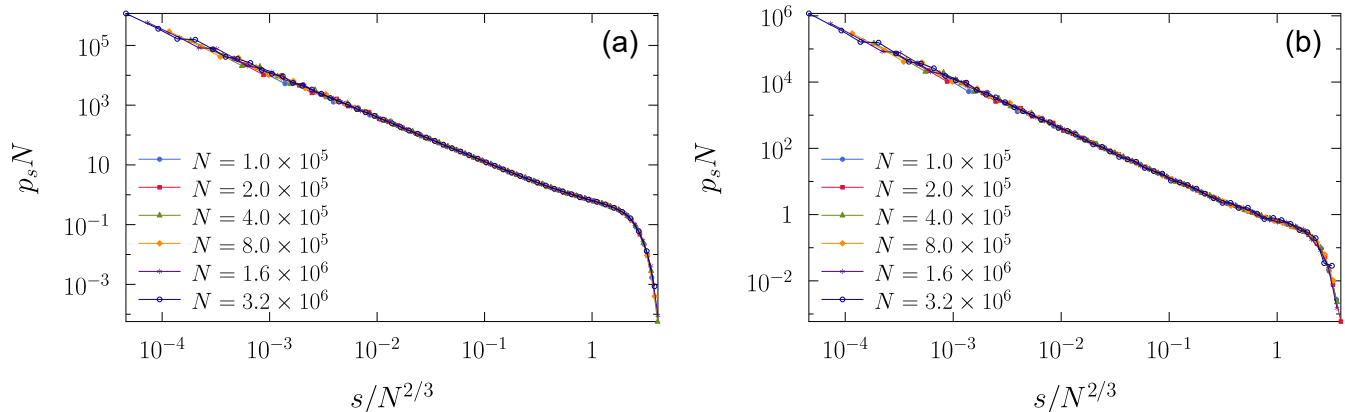 (a)
p_s N
10^5
10^3
10
10^−1
10^−3
N = 1.0 × 10^5
N = 2.0 × 10^5
N = 4.0 × 10^5
N = 8.0 × 10^5
N = 1.6 × 10^6
N = 3.2 × 10^6
10^−4 10^−3 10^−2 10^−1 1
s/N^{2/3}
(b)
p_s N
10^6
10^4
10^2
1
10^−2
N = 1.0 × 10^5
N = 2.0 × 10^5
N = 4.0 × 10^5
N = 8.0 × 10^5
N = 1.6 × 10^6
N = 3.2 × 10^6
10^−4 10^−3 10^−2 10^−1 1
s/N^{2/3}